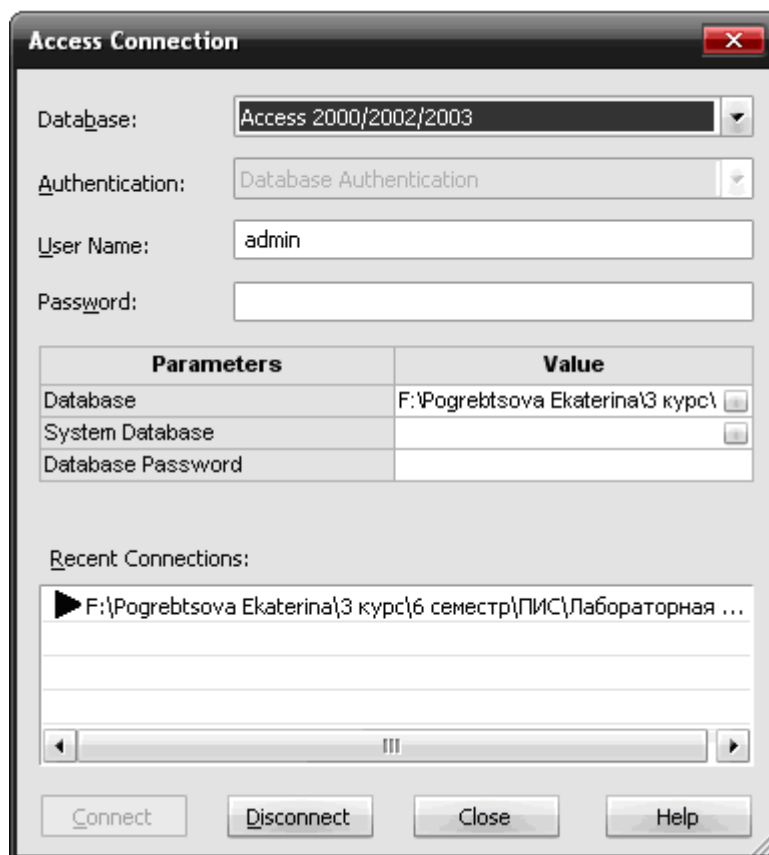 Access Connection
Database:
Access 2000/2002/2003
Authentication:
Database Authentication
User Name:
admin
Password:
Parameters Value
Database F:\Pogrebtsova Ekaterina\3 курс\
System Database
Database Password
Recent Connections:
F:\Pogrebtsova Ekaterina\3 курс\6 семестр\ПИС\Лабораторная ...
Connect Disconnect Close Help